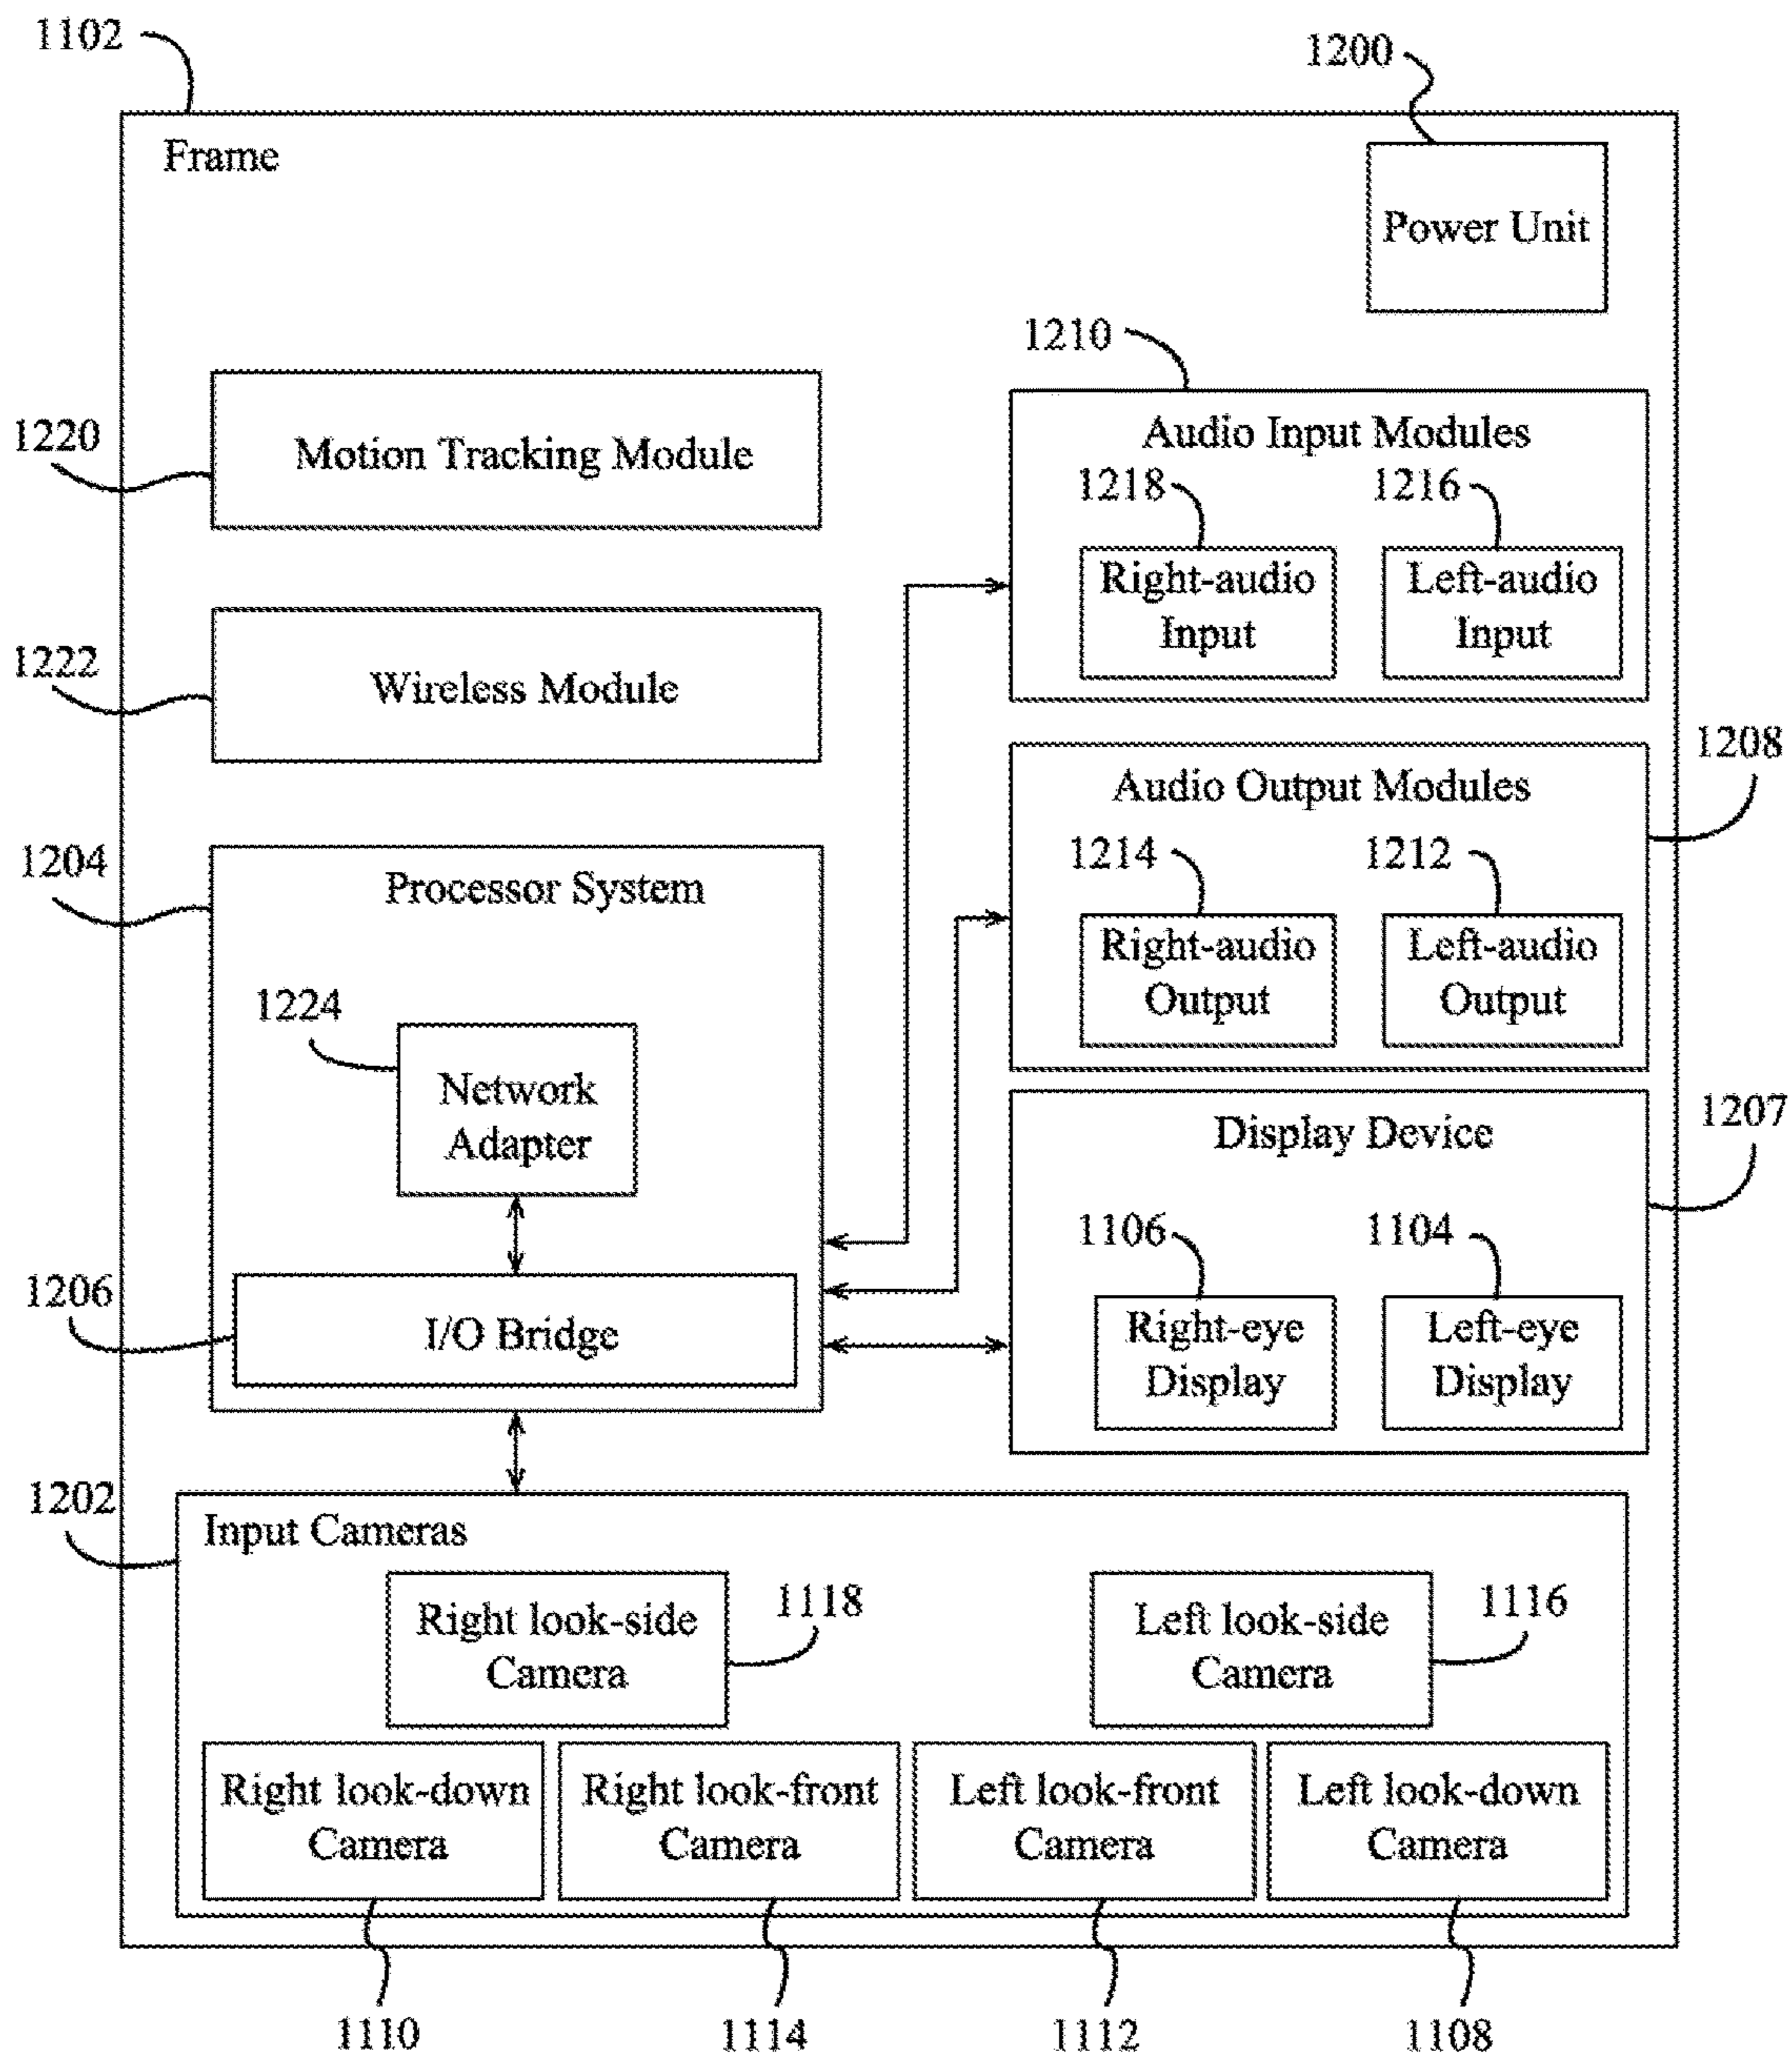 1102
1200
Frame
Power Unit
1210
1220
Motion Tracking Module
Audio Input Modules
1218
1216
Right-audio
Input
Left-audio
Input
1222
Wireless Module
1208
Audio Output Modules
1214
1212
Right-audio
Output
Left-audio
Output
1204
Processor System
1224
Network
Adapter
1207
Display Device
1106
1104
Right-eye
Display
Left-eye
Display
1206
I/O Bridge
1202
Input Cameras
Right look-side
Camera
1118
Left look-side
Camera
1116
Right look-down
Camera
Right look-front
Camera
Left look-front
Camera
Left look-down
Camera
1110
1114
1112
1108